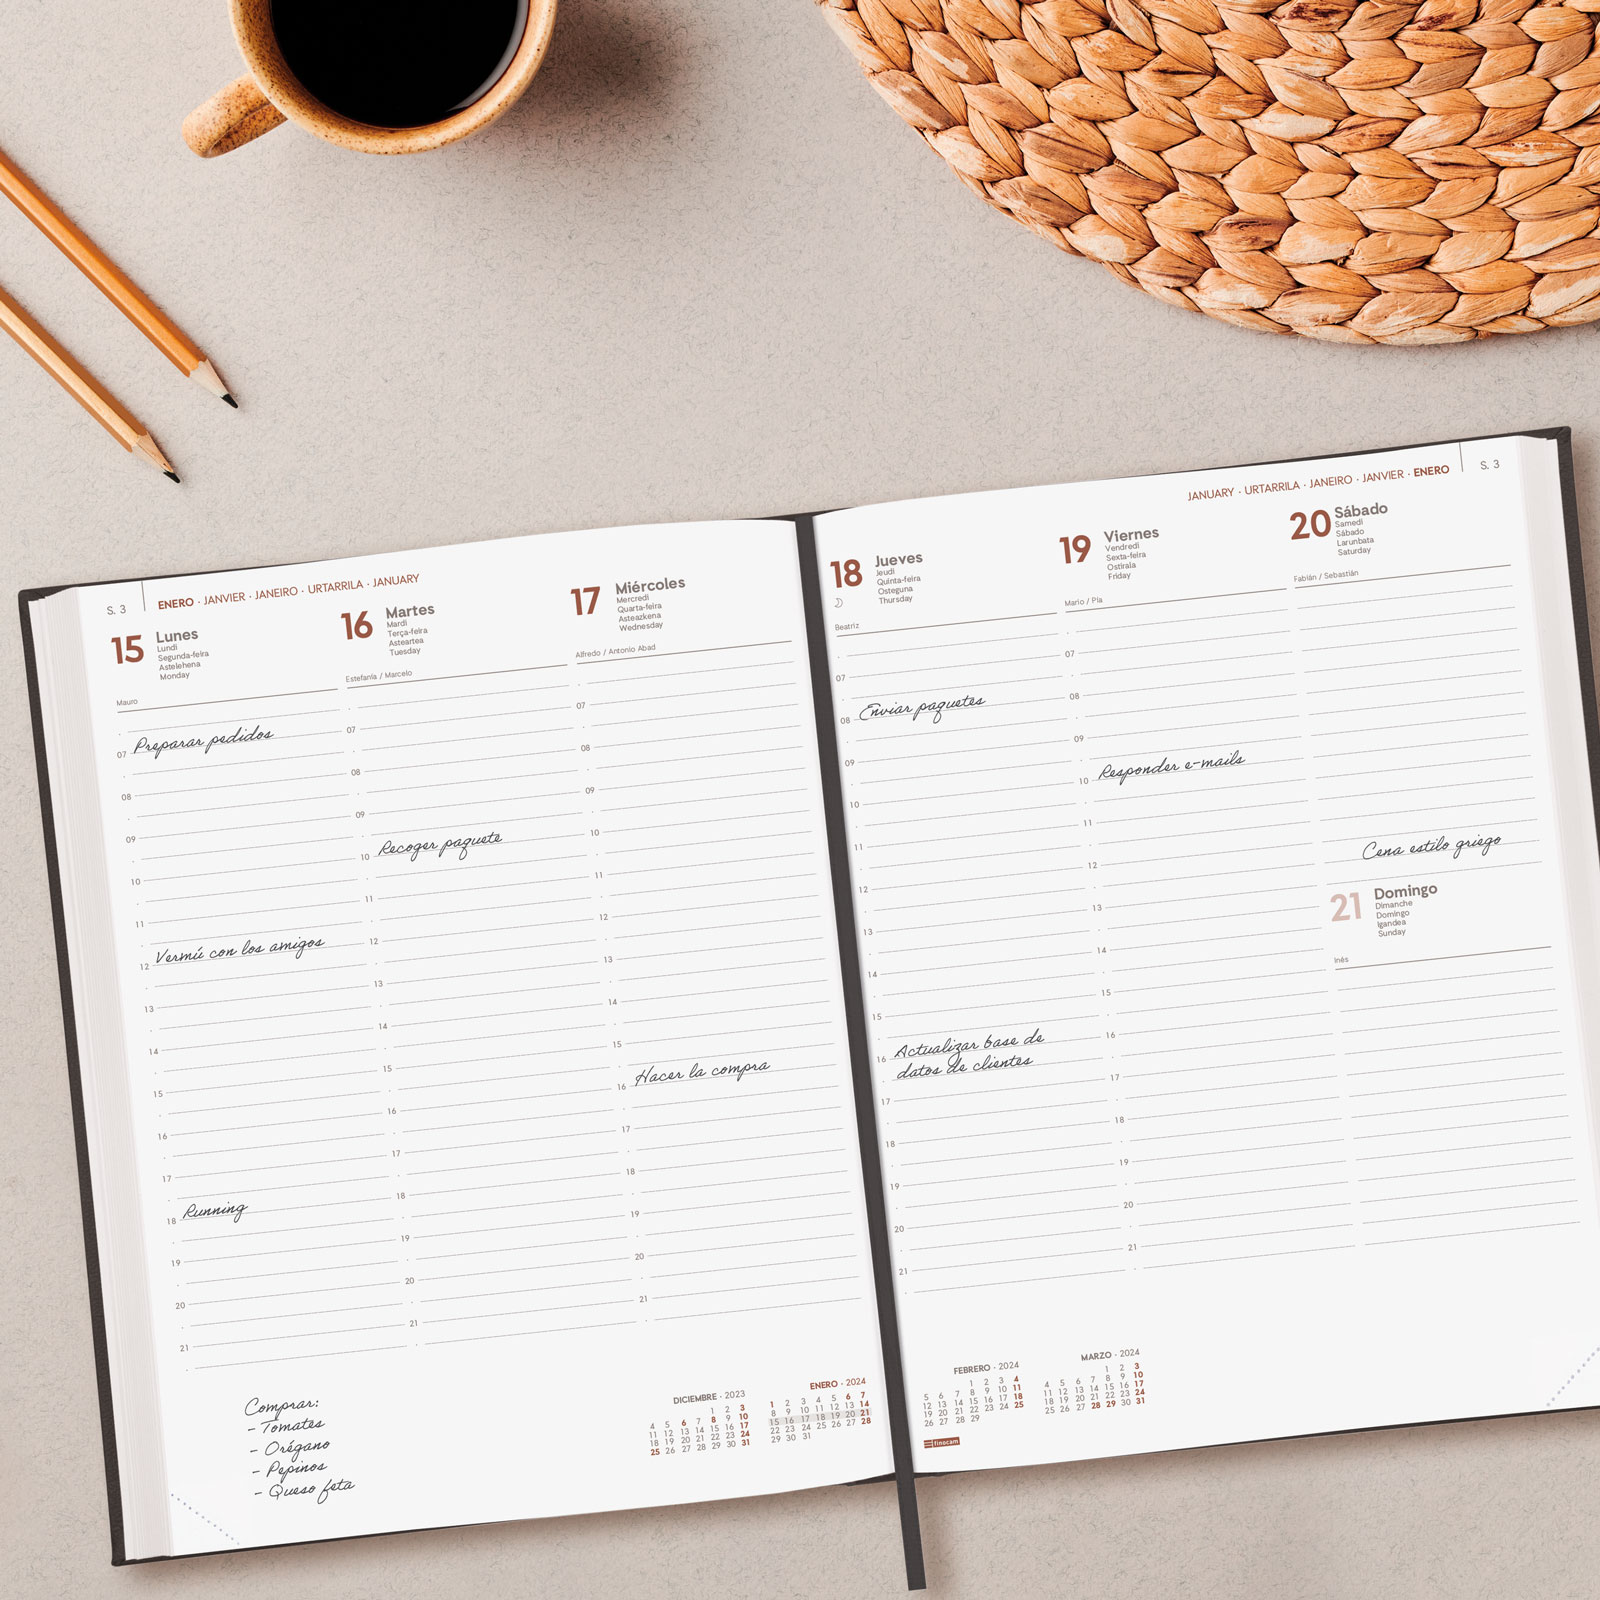 S. 3
ENERO · JANVIER · JANEIRO · URTARRILA · JANUARY
15
Lunes
Lundi
Segunda-feira
Astelehena
Monday
Mauro
07 Preparar pedidos
08
09
10
11
12 Vermú con los amigos
13
14
15
16
17
18 Running
19
20
21
16
Martes
Mardi
Terça-feira
Asteartea
Tuesday
Estefanía / Marcelo
07
08
09
10 Recoger paquete
11
12
13
14
15
16
17
18
19
20
21
17
Miércoles
Mercredi
Quarta-feira
Asteazkena
Wednesday
Alfredo / Antonio Abad
07
08
09
10
11
12
13
14
15
16 Hacer la compra
17
18
19
20
21
Comprar:
- Tomates
- Orégano
- Pepinos
- Queso feta
DICIEMBRE · 2023
1 2 3
4 5 6 7 8 9 10
11 12 13 14 15 16 17
18 19 20 21 22 23 24
25 26 27 28 29 30 31
ENERO · 2024
1 2 3 4 5 6 7
8 9 10 11 12 13 14
15 16 17 18 19 20 21
22 23 24 25 26 27 28
29 30 31
JANUARY · URTARRILA · JANEIRO · JANVIER · ENERO
S. 3
18
Jueves
Jeudi
Quinta-feira
Osteguna
Thursday
Beatriz
07
08 Enviar paquetes
09
10
11
12
13
14
15
16 Actualizar base de
datos de clientes
17
18
19
20
21
19
Viernes
Vendredi
Sexta-feira
Ostirala
Friday
Mario / Pía
07
08
09
10 Responder e-mails
11
12
13
14
15
16
17
18
19
20
21
20
Sábado
Samedi
Sábado
Larunbata
Saturday
Fabián / Sebastián
Cena estilo griego
21
Domingo
Dimanche
Domingo
Igandea
Sunday
Inés
FEBRERO · 2024
1 2 3 4
5 6 7 8 9 10 11
12 13 14 15 16 17 18
19 20 21 22 23 24 25
26 27 28 29
MARZO · 2024
1 2 3
4 5 6 7 8 9 10
11 12 13 14 15 16 17
18 19 20 21 22 23 24
25 26 27 28 29 30 31
finocam